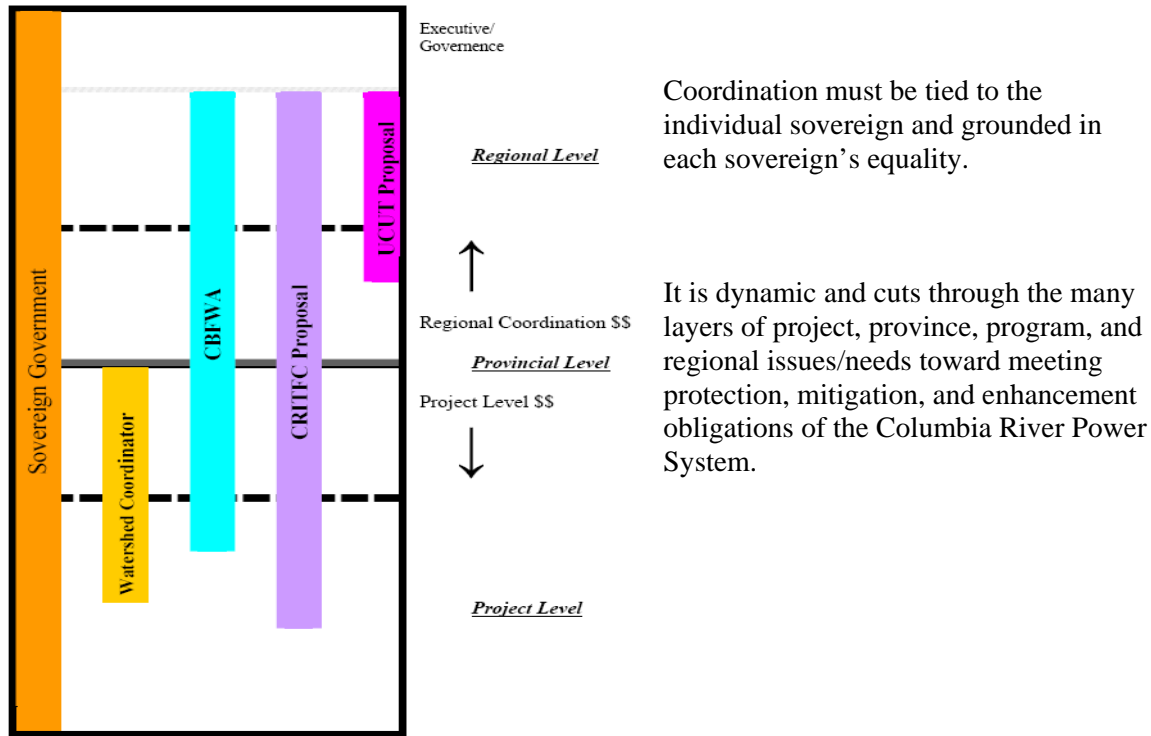 Sovereign Government
Watershed Coordinator
CBFWA
CRITFC Proposal
UCUT Proposal
Executive/
Governence
Regional Level
Regional Coordination $$
Provincial Level
Project Level $$
Project Level
Coordination must be tied to the
individual sovereign and grounded in
each sovereign’s equality.
It is dynamic and cuts through the many
layers of project, province, program, and
regional issues/needs toward meeting
protection, mitigation, and enhancement
obligations of the Columbia River Power
System.